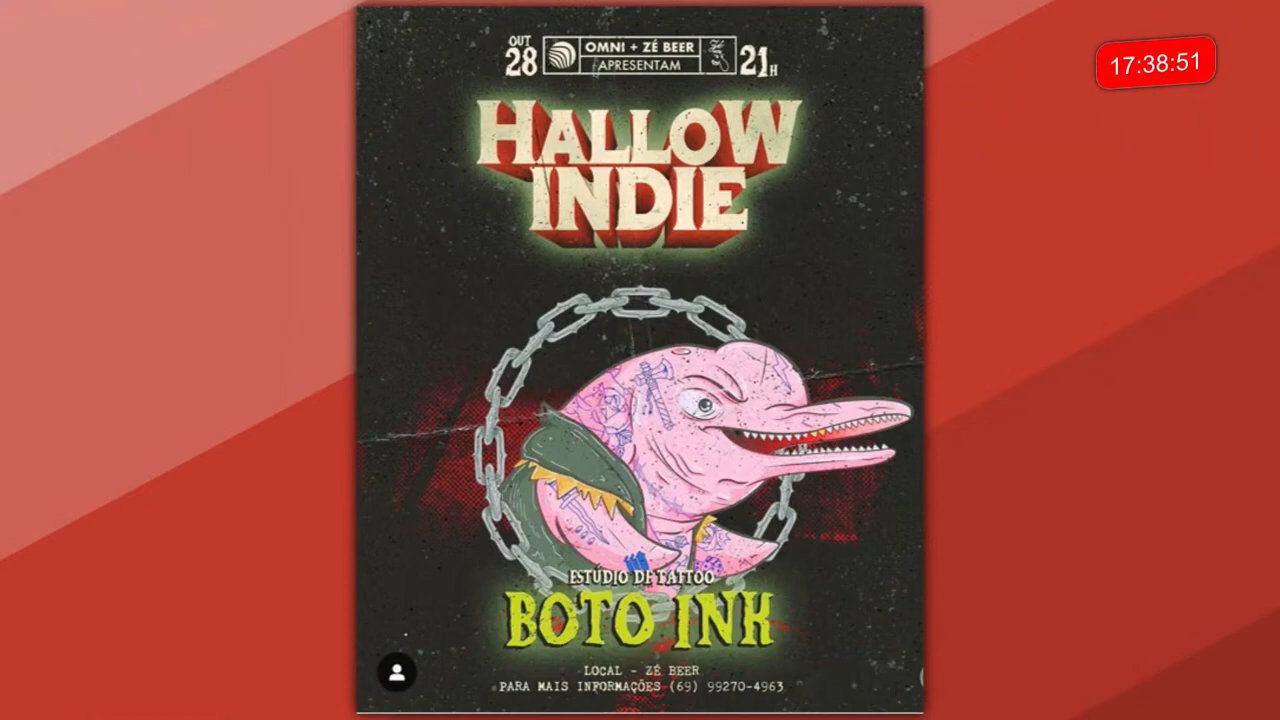 17:38:51
OUT
28
OMNI + ZÉ BEER
APRESENTAM
21H
HALLOW
INDIE
ESTÚDIO DE TATTOO
BOTO INK
LOCAL - ZÉ BEER
PARA MAIS INFORMAÇÕES (69) 99270-4963